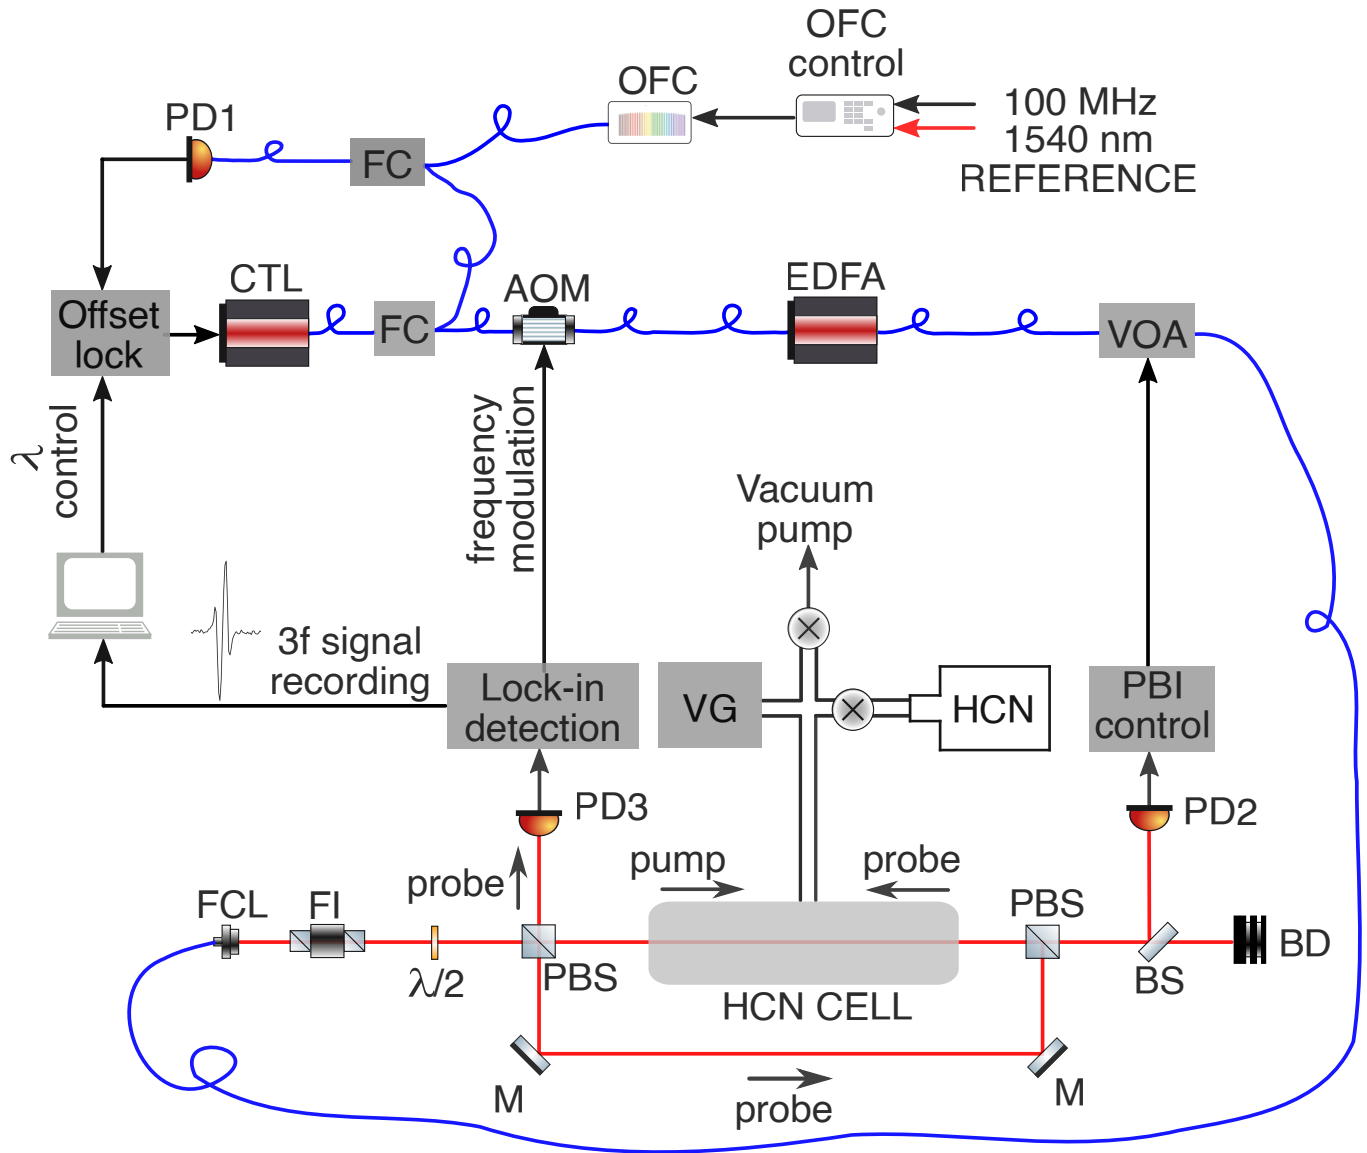 OFC
control
OFC
100 MHz
1540 nm
REFERENCE
PD1
FC
CTL
AOM
EDFA
Offset
lock
FC
VOA
λ
control
frequency
modulation
Vacuum
pump
3f signal
recording
Lock-in
detection
VG
HCN
PBI
control
PD3
PD2
pump
probe
probe
FCL
FI
PBS
λ/2
PBS
BS
BD
HCN CELL
M
M
probe